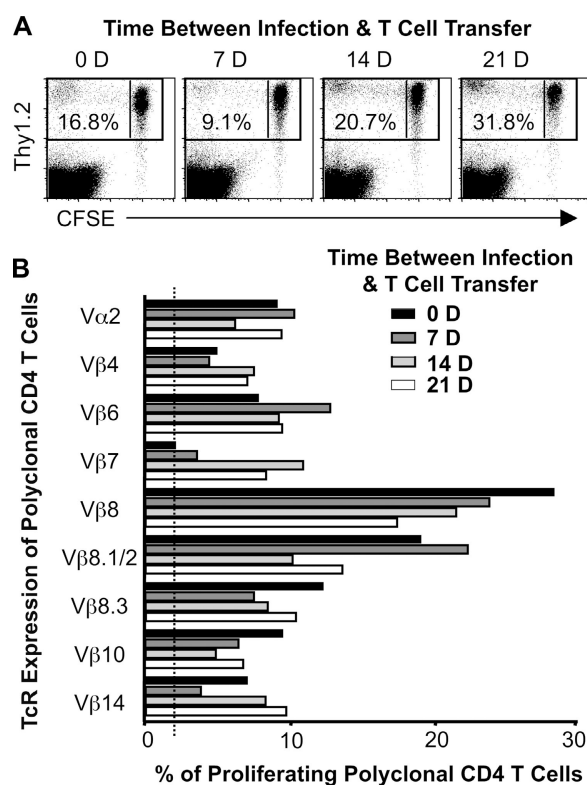 A
Time Between Infection & T Cell Transfer
0 D 7 D 14 D 21 D
Thy1.2
16.8% 9.1% 20.7% 31.8%
CFSE
B
Time Between Infection
& T Cell Transfer
0 D
7 D
14 D
21 D
TcR Expression of Polyclonal CD4 T Cells
Vα2
Vβ4
Vβ6
Vβ7
Vβ8
Vβ8.1/2
Vβ8.3
Vβ10
Vβ14
0 10 20 30
% of Proliferating Polyclonal CD4 T Cells